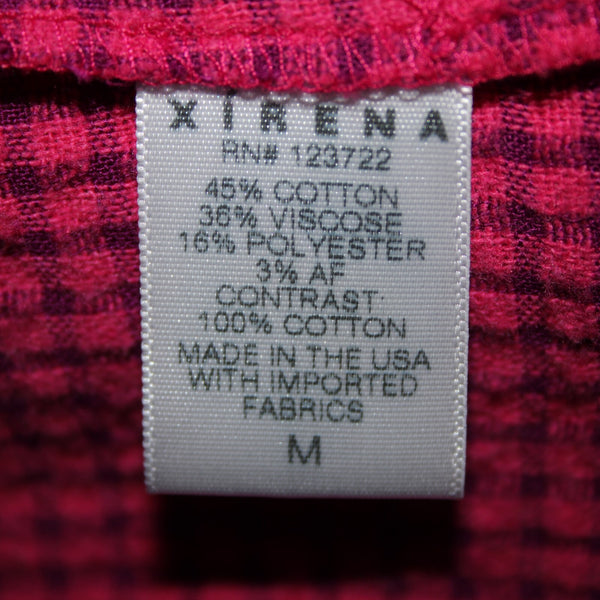 XiRENA
RN# 123722
45% COTTON
36% VISCOSE
16% POLYESTER
3% AF
CONTRAST:
100% COTTON
MADE IN THE USA
WITH IMPORTED
FABRICS
M